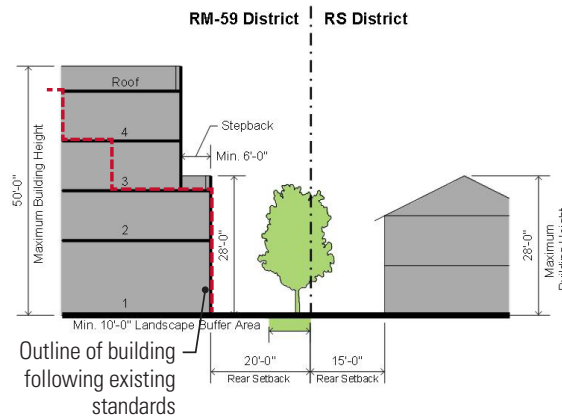 RM-59 District
RS District
Roof
4
3
2
1
Stepback
Min. 6'-0"
50'-0"
Maximum Building Height
28'-0"
28'-0"
Maximum
Min. 10'-0" Landscape Buffer Area
20'-0"
Rear Setback
15'-0"
Rear Setback
Outline of building
following existing
standards